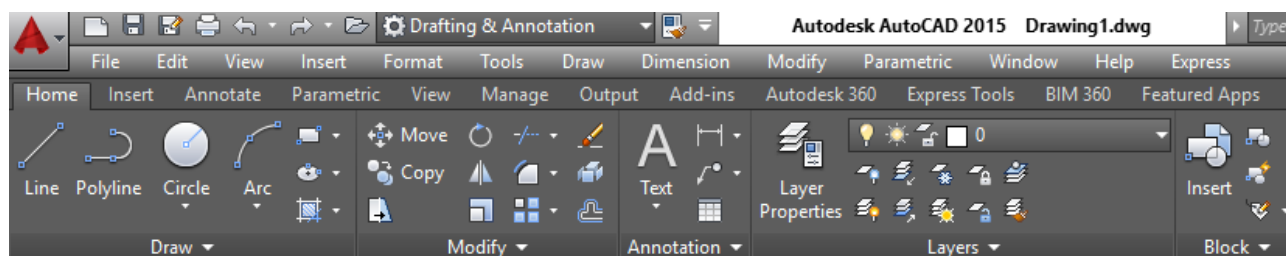 Drafting & Annotation Autodesk AutoCAD 2015 Drawing1.dwg Type
File Edit View Insert Format Tools Draw Dimension Modify Parametric Window Help Express
Home Insert Annotate Parametric View Manage Output Add-ins Autodesk 360 Express Tools BIM 360 Featured Apps
Move 0
Copy
Line Polyline Circle Arc Text Layer Insert
Properties
Draw Modify Annotation Layers Block